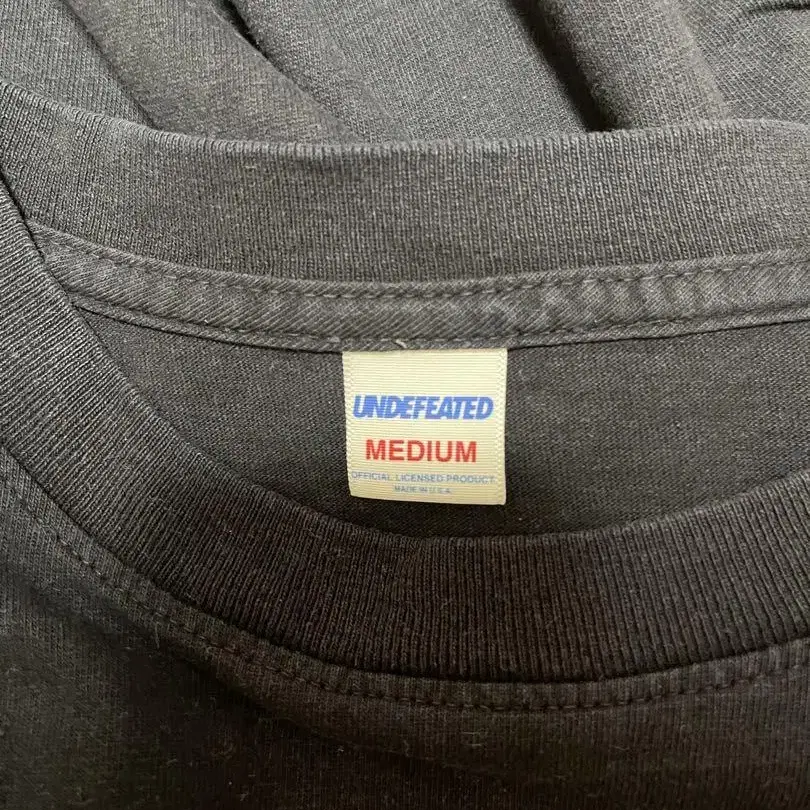 UNDEFEATED
MEDIUM
OFFICIAL LICENSED PRODUCT
MADE IN U.S.A.